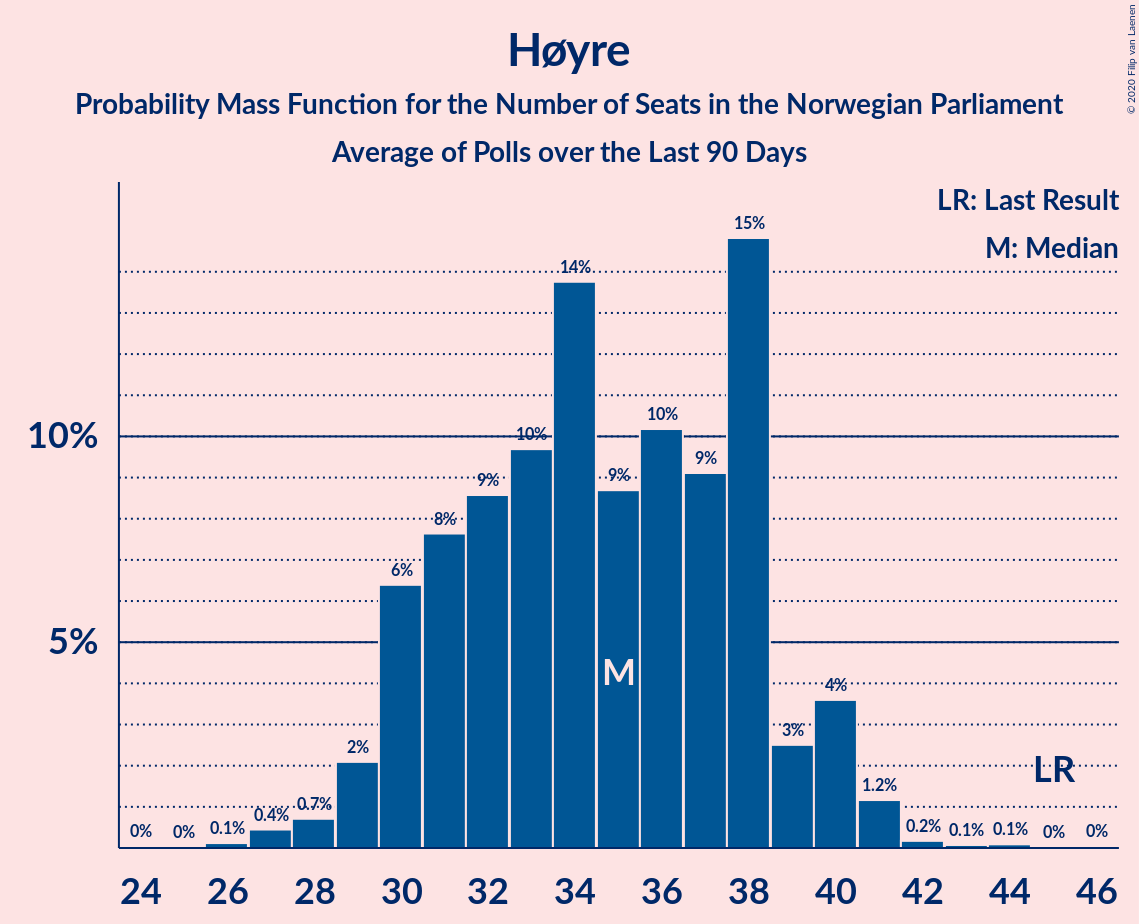 Høyre
Probability Mass Function for the Number of Seats in the Norwegian Parliament
Average of Polls over the Last 90 Days
© 2020 Filip van Laenen
LR: Last Result
M: Median
15%
14%
10%
10%
10%
9%
9%
9%
8%
6%
5%
M
4%
3%
2%
LR
1.2%
0.7%
0.4%
0.1%
0%
0%
0.2%
0.1%
0.1%
0%
0%
24 26 28 30 32 34 36 38 40 42 44 46